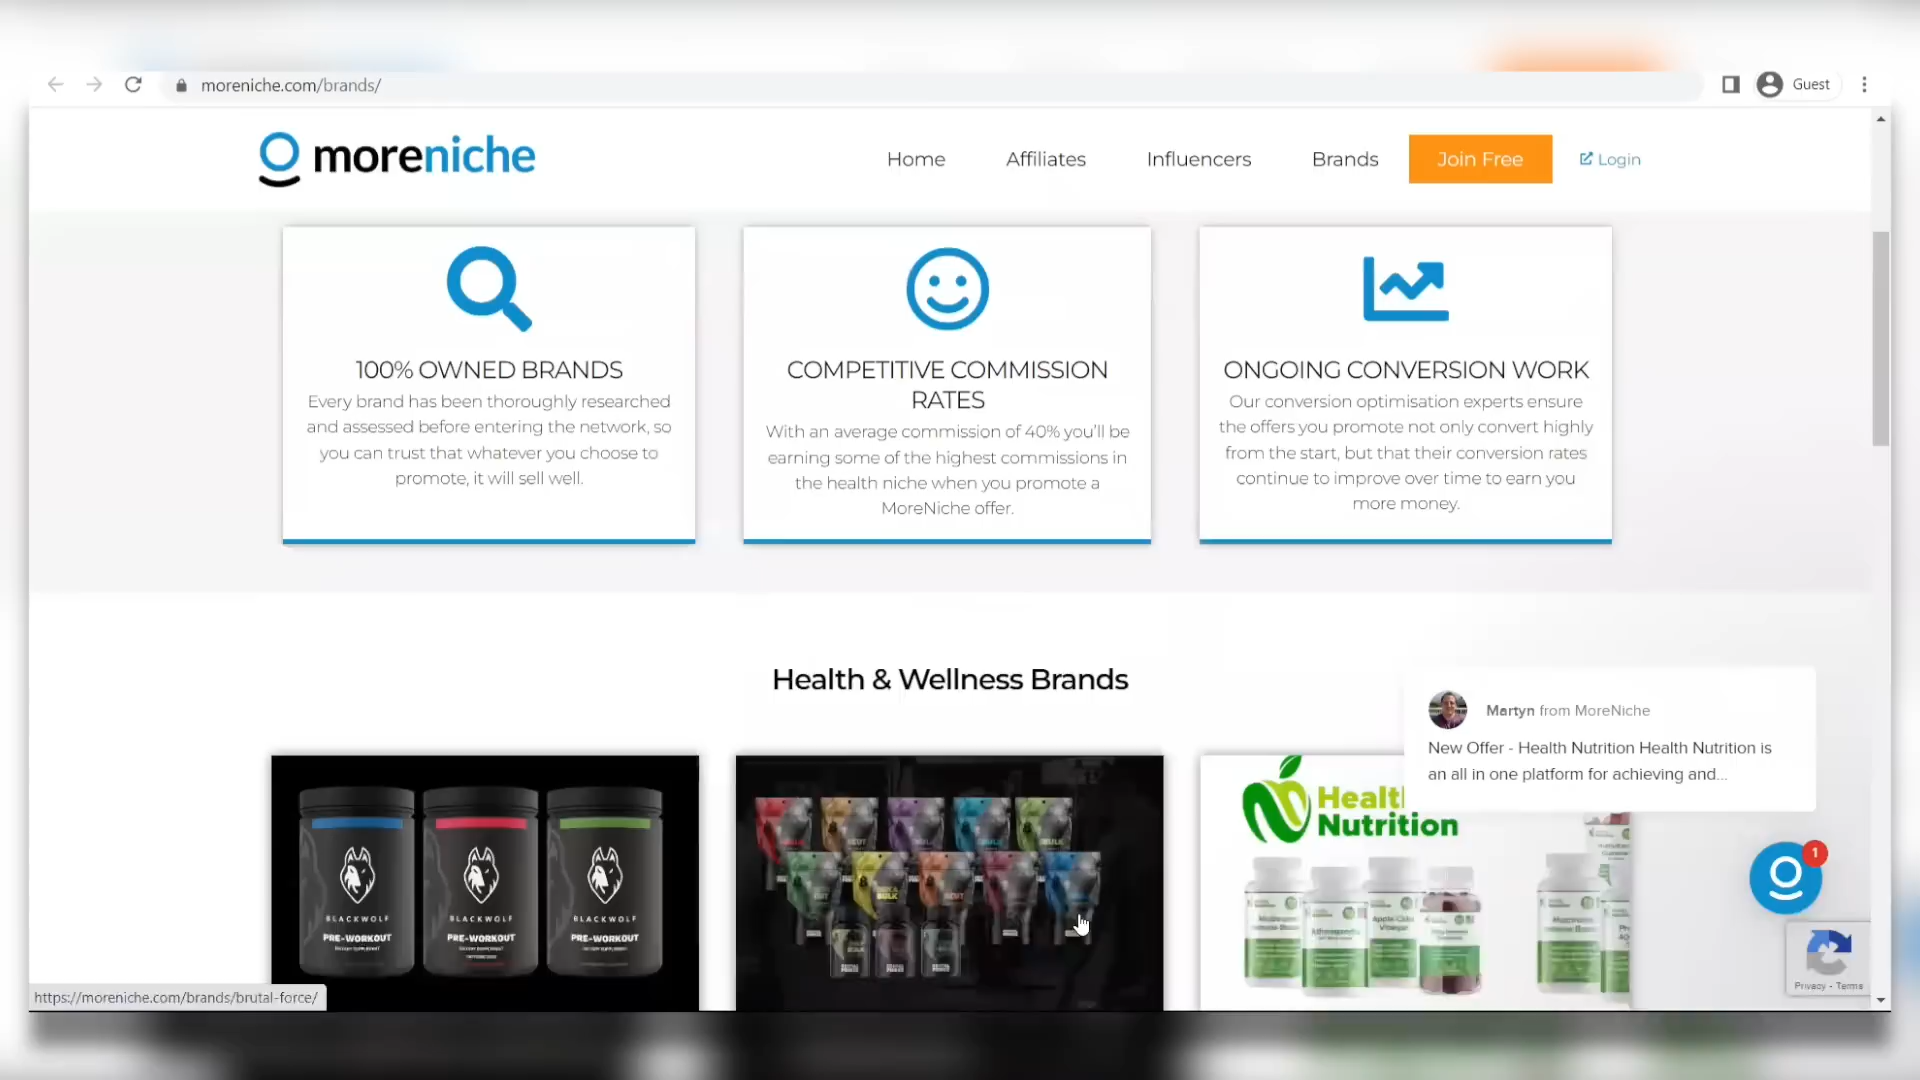 moreniche.com/brands/
Guest
moreniche
Home
Affiliates
Influencers
Brands
Join Free
Login
100% OWNED BRANDS
Every brand has been thoroughly researched
and assessed before entering the network, so
you can trust that whatever you choose to
promote, it will sell well.
COMPETITIVE COMMISSION
RATES
With an average commission of 40% you'll be
earning some of the highest commissions in
the health niche when you promote a
MoreNiche offer.
ONGOING CONVERSION WORK
Our conversion optimisation experts ensure
the offers you promote not only convert highly
from the start, but that their conversion rates
continue to improve over time to earn you
more money.
Health & Wellness Brands
Martyn from MoreNiche
New Offer - Health Nutrition Health Nutrition is
an all in one platform for achieving and...
1
BLACKWOLF
PRE-WORKOUT
BLACKWOLF
PRE-WORKOUT
BLACKWOLF
PRE-WORKOUT
Healt
Nutrition
Privacy - Terms
https://moreniche.com/brands/brutal-force/